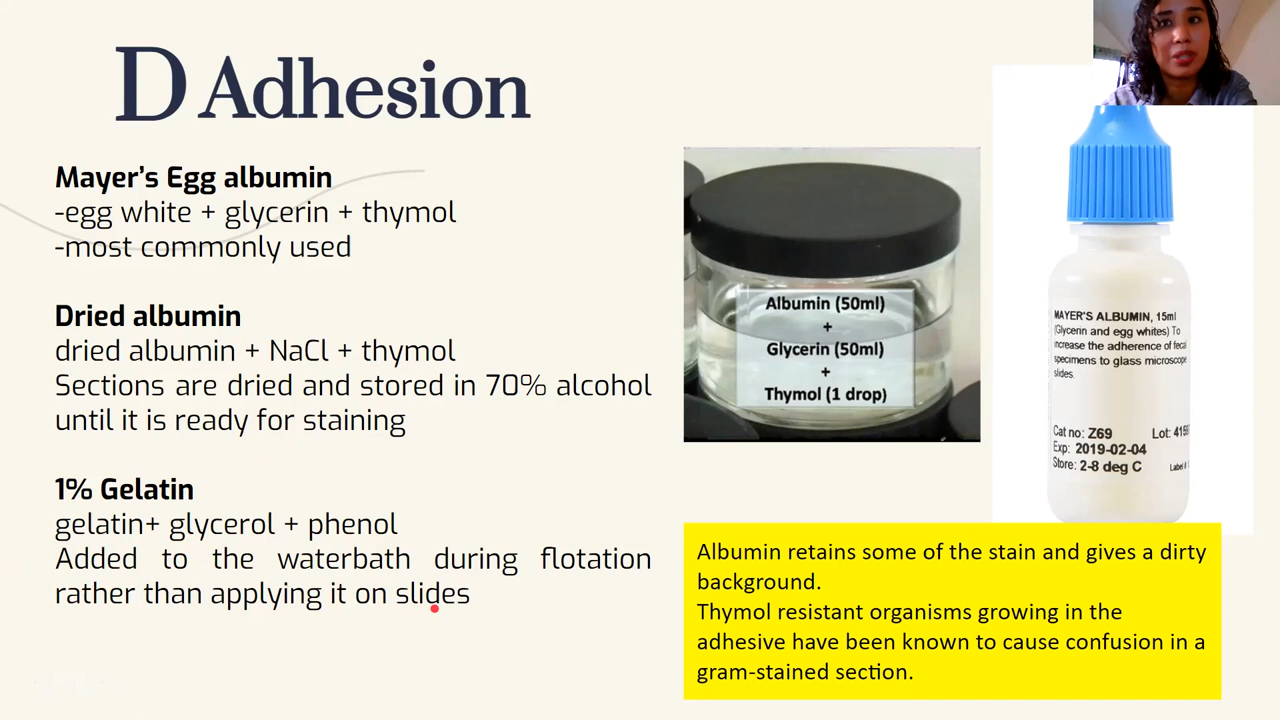 D Adhesion
Mayer's Egg albumin
-egg white + glycerin + thymol
-most commonly used
Dried albumin
dried albumin + NaCl + thymol
Sections are dried and stored in 70% alcohol
until it is ready for staining
1% Gelatin
gelatin+ glycerol + phenol
Added to the waterbath during flotation
rather than applying it on slides
Albumin (50ml)
+
Glycerin (50ml)
+
Thymol (1 drop)
MAYER'S ALBUMIN, 15ml
(Glycerin and egg whites) To
increase the adherence of fecal
specimens to glass microscope
slides.
Cat no: Z69 Lot:
Exp: 2019-02-04
Store: 2-8 deg C Label
Albumin retains some of the stain and gives a dirty
background.
Thymol resistant organisms growing in the
adhesive have been known to cause confusion in a
gram-stained section.